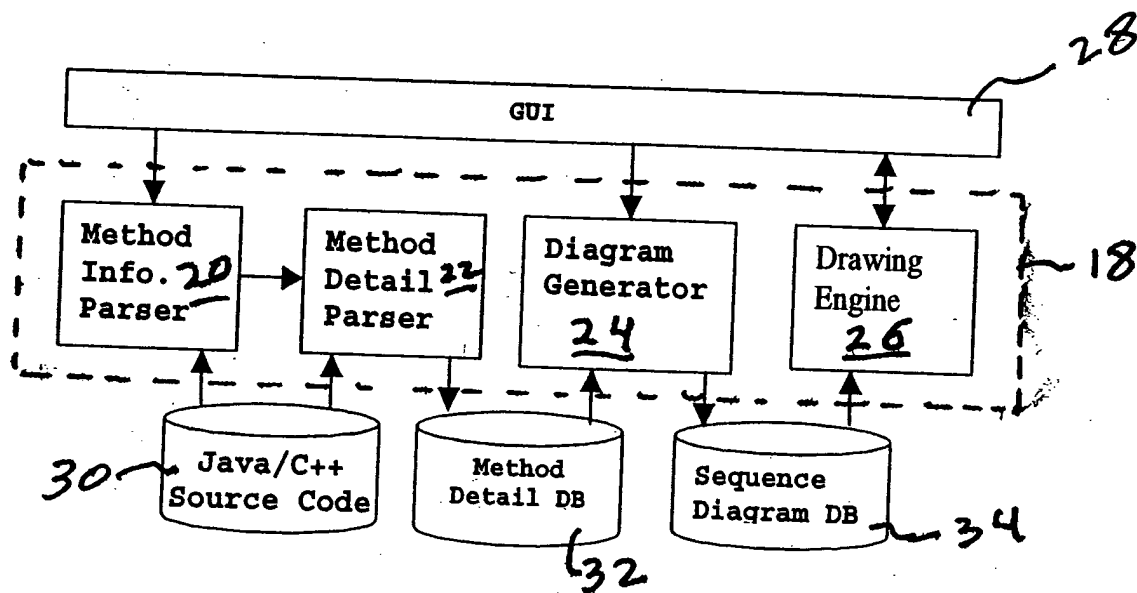 28
GUI
Method
Info. 20
Parser
Method
Detail 22
Parser
Diagram
Generator
24
Drawing
Engine
26
18
30
Java/C++
Source Code
Method
Detail DB
32
Sequence
Diagram DB
34